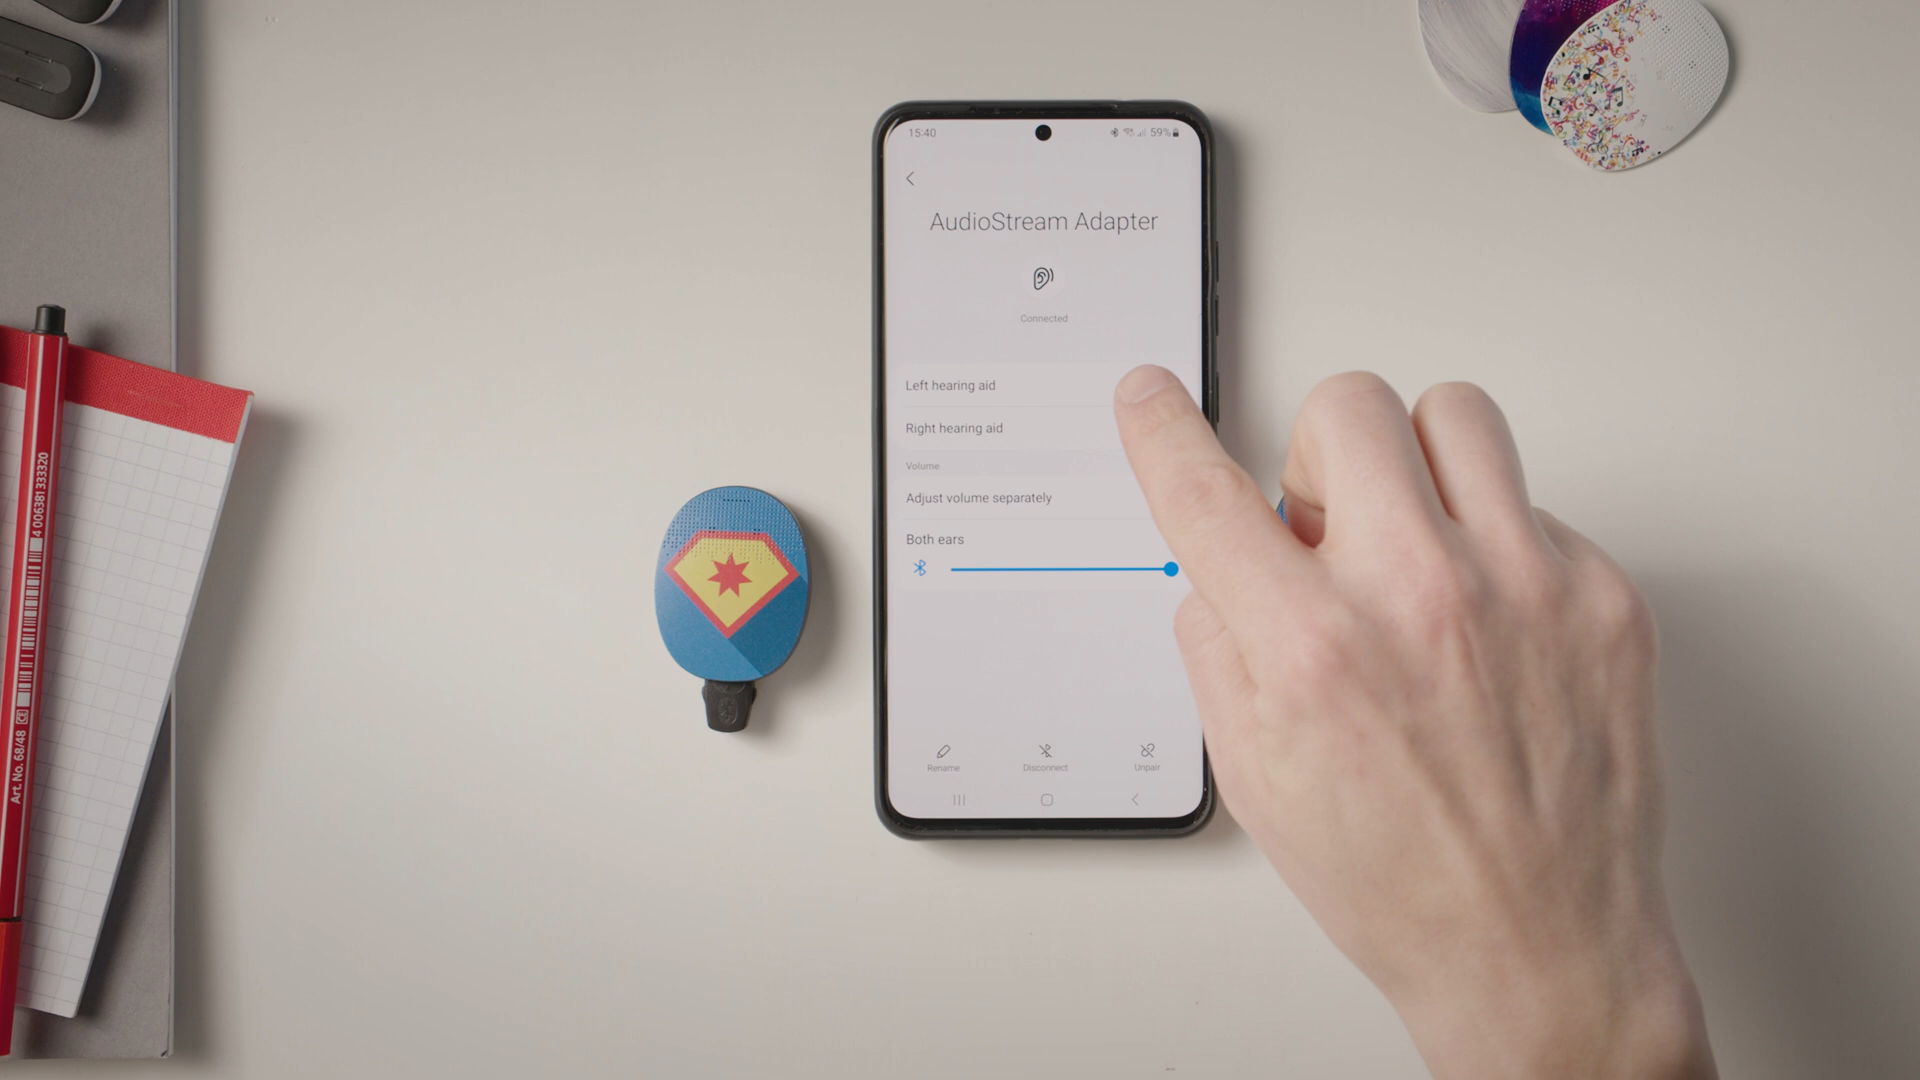 15:40
59%
AudioStream Adapter
Connected
Left hearing aid
Right hearing aid
Volume
Adjust volume separately
Both ears
Rename
Disconnect
Unpair
Art. No. 68/48 CE 4 006381 333320